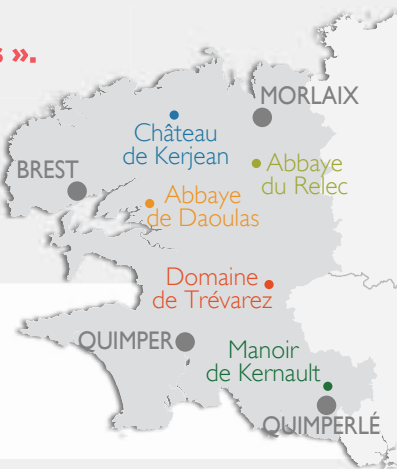 s ».
MORLAIX
Château
de Kerjean
BREST
Abbaye
du Relec
Abbaye
de Daoulas
Domaine
de Trévarez
QUIMPER
Manoir
de Kernault
QUIMPERLÉ